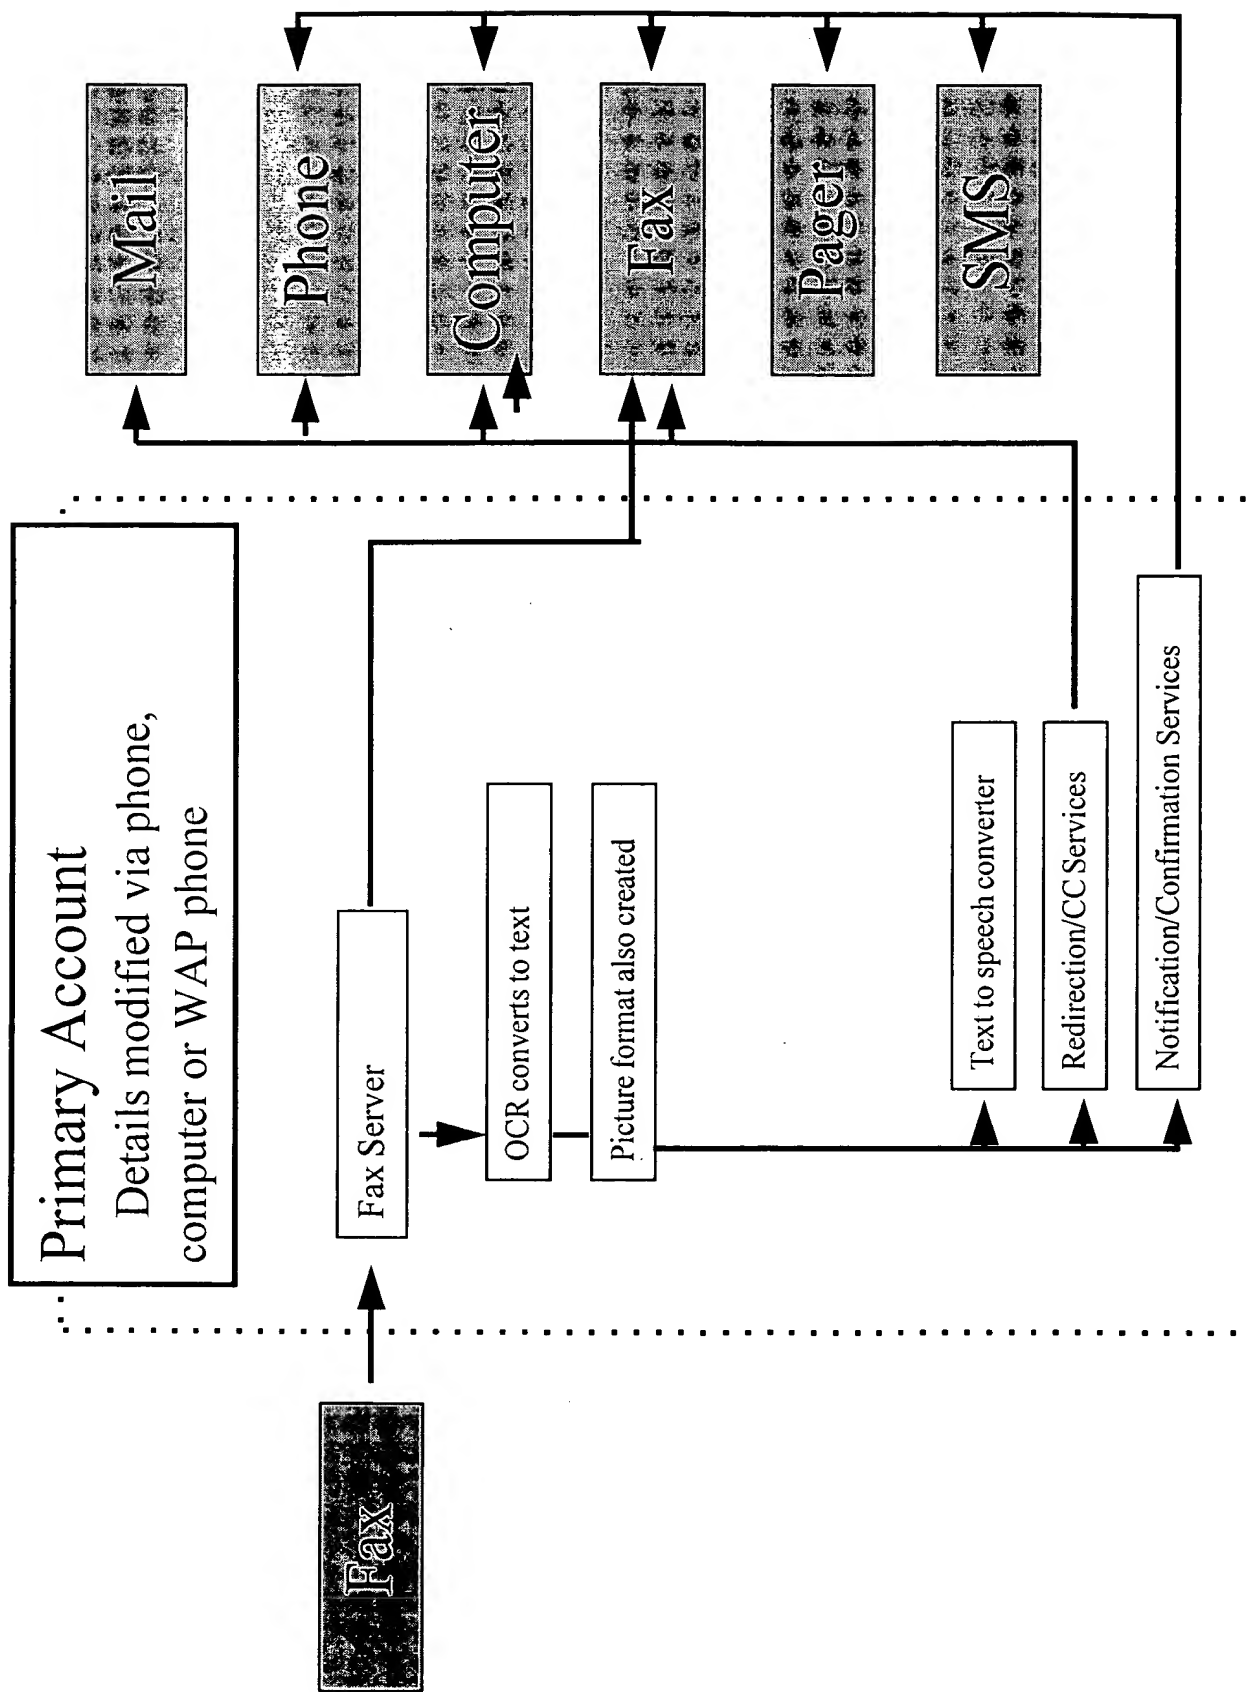 Primary Account
Details modified via phone,
computer or WAP phone
Fax
Fax Server
OCR converts to text
Picture format also created
Text to speech converter
Redirection/CC Services
Notification/Confirmation Services
Mail
Phone
Computer
Fax
Pager
SMS